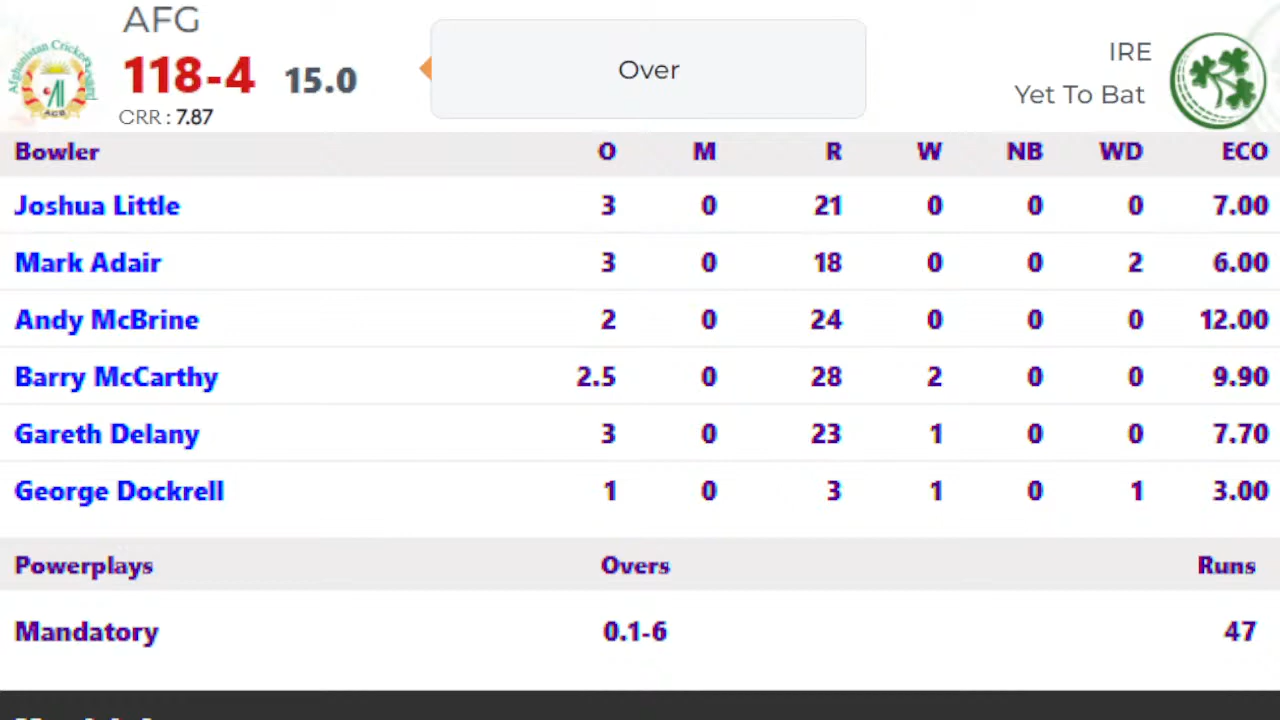 AFG
118-4 15.0
CRR : 7.87
Over
IRE
Yet To Bat
Afghanistan Cricket Board
ACB
Bowler O M R W NB WD ECO
Joshua Little 3 0 21 0 0 0 7.00
Mark Adair 3 0 18 0 0 2 6.00
Andy McBrine 2 0 24 0 0 0 12.00
Barry McCarthy 2.5 0 28 2 0 0 9.90
Gareth Delany 3 0 23 1 0 0 7.70
George Dockrell 1 0 3 1 0 1 3.00
Powerplays Overs Runs
Mandatory 0.1-6 47